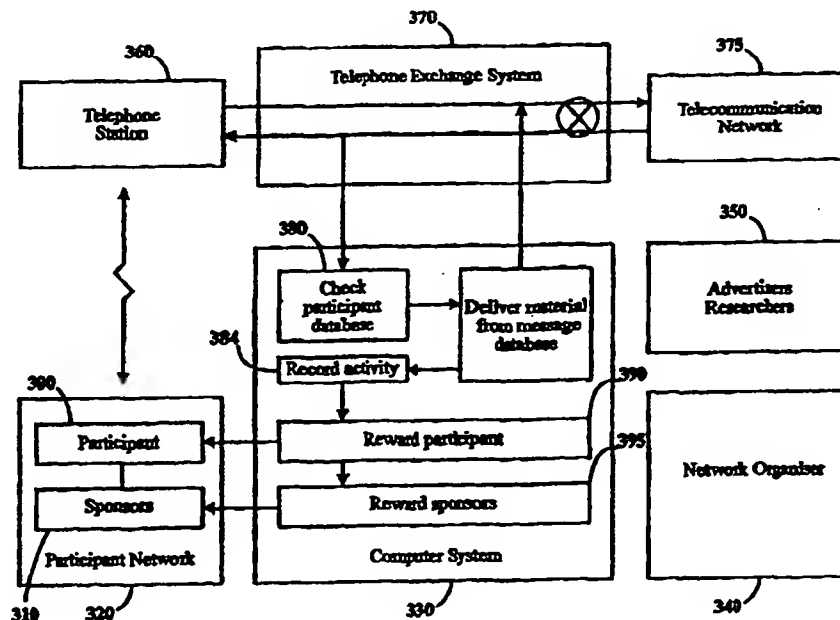 370
360
375
Telephone Exchange System
Telephone
Station
Telecommunication
Network
350
380
Check
participant
database
Deliver material
from message
database
Advertisers
Researchers
384
Record activity
300
390
Participant
Reward participant
395
Network Organiser
Sponsors
Reward sponsors
Participant Network
Computer System
310
320
330
340